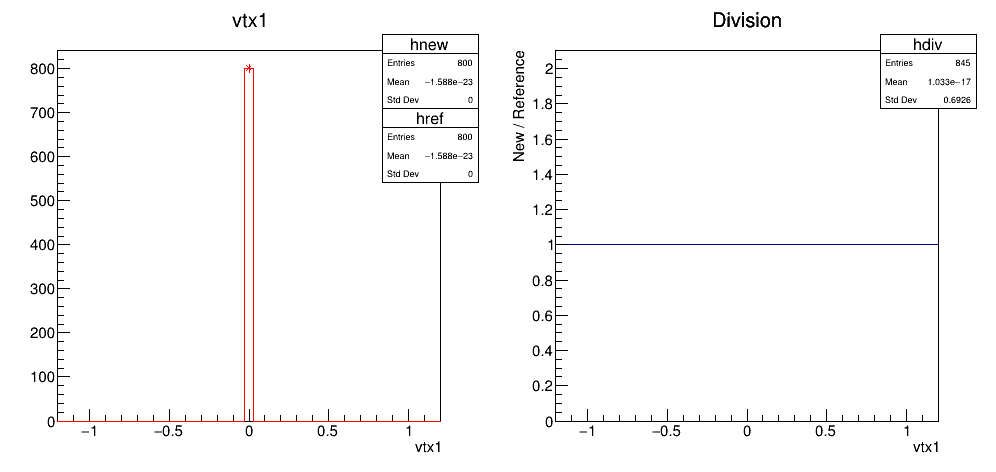 vtx1
hnew
Entries 800
Mean −1.588e−23
Std Dev 0
href
Entries 800
Mean −1.588e−23
Std Dev 0
800
700
600
500
400
300
200
100
0
−1 −0.5 0 0.5 1
vtx1
Division
hdiv
Entries 845
Mean 1.033e−17
Std Dev 0.6926
New / Reference
2
1.8
1.6
1.4
1.2
1
0.8
0.6
0.4
0.2
0
−1 −0.5 0 0.5 1
vtx1